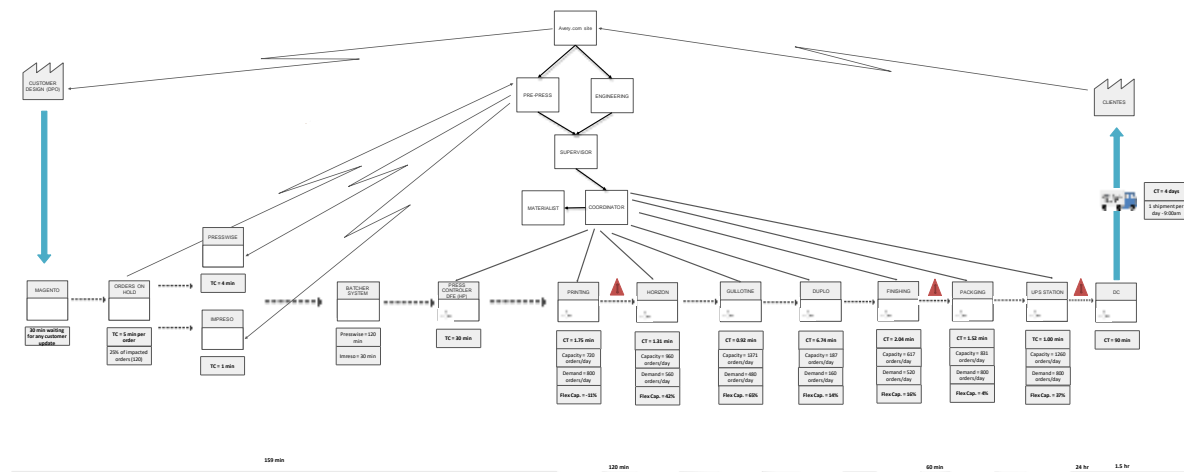 Avery.com site
CUSTOMER
DESIGN (DPO)
PRE-PRESS
ENGINEERING
CLIENTES
SUPERVISOR
MATERIALIST
COORDINATOR
CT = 4 days
1 shipment per
day - 9:00am
PRESSWISE
TC = 4 min
MAGENTO
30 min waiting
for any customer
update
ORDERS ON
HOLD
TC = 5 min per
order
25% of impacted
orders (120)
IMPRESO
TC = 1 min
BATCHER
SYSTEM
Presswise = 120
min
Impreso = 30 min
PRESS
CONTROLER
DFE (HP)
TC = 30 min
PRINTING
CT = 1.75 min
Capacity = 720
orders/day
Demand = 800
orders/day
Flex Cap. = -11%
HORIZON
CT = 1.31 min
Capacity = 960
orders/day
Demand = 560
orders/day
Flex Cap. = 42%
GUILLOTINE
CT = 0.92 min
Capacity = 1371
orders/day
Demand = 480
orders/day
Flex Cap. = 65%
DUPLO
CT = 6.74 min
Capacity = 187
orders/day
Demand = 160
orders/day
Flex Cap. = 14%
FINISHING
CT = 2.04 min
Capacity = 617
orders/day
Demand = 520
orders/day
Flex Cap. = 16%
PACKGING
CT = 1.52 min
Capacity = 831
orders/day
Demand = 800
orders/day
Flex Cap. = 4%
UPS STATION
TC = 1.00 min
Capacity = 1260
orders/day
Demand = 800
orders/day
Flex Cap. = 37%
DC
CT = 90 min
159 min
120 min
60 min
24 hr
1.5 hr